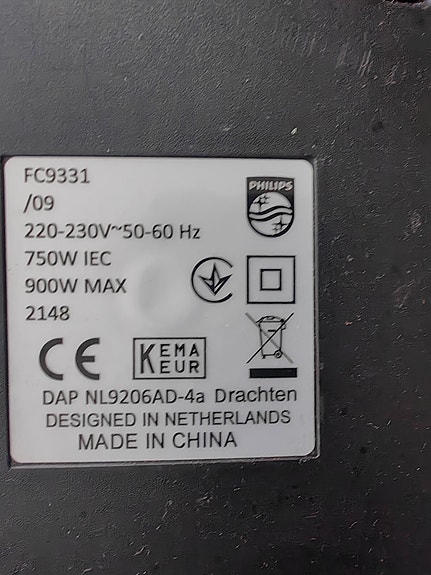 FC9331
/09
PHILIPS
220-230V~50-60 Hz
750W IEC
900W MAX
2148
CE KEMA
KEUR
DAP NL9206AD-4a Drachten
DESIGNED IN NETHERLANDS
MADE IN CHINA